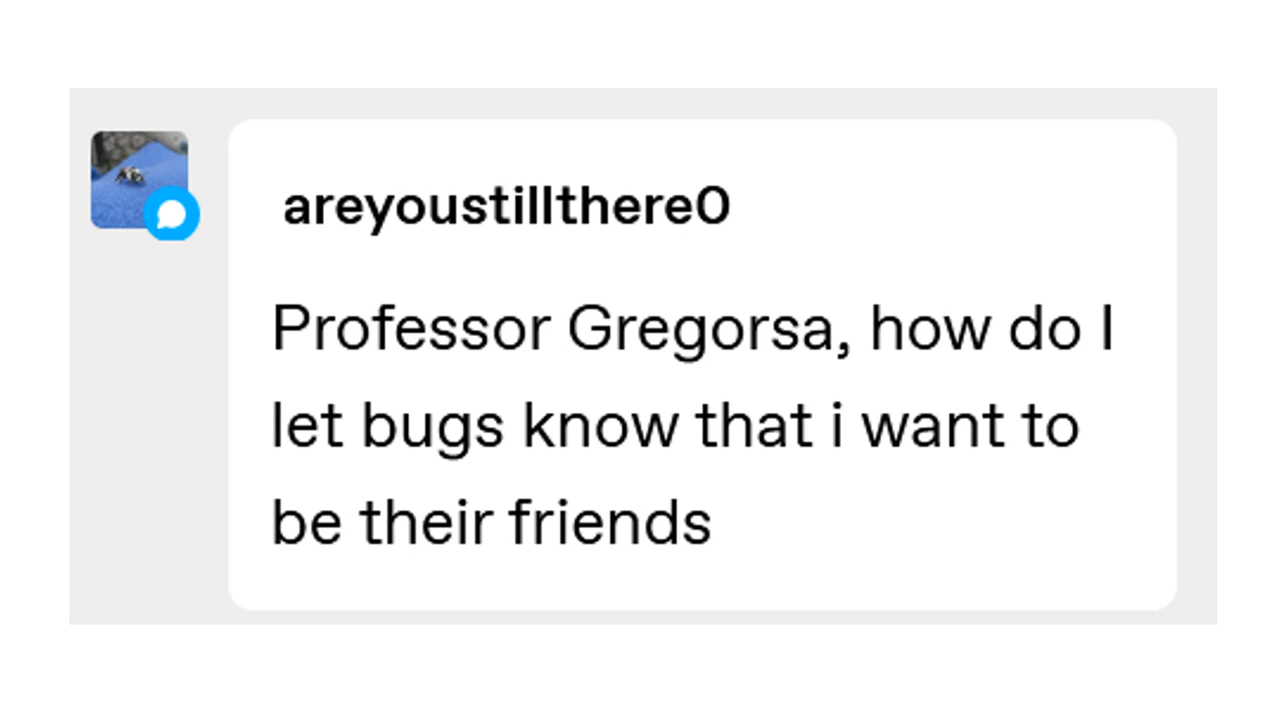 areyoustillthere0
Professor Gregorsa, how do I
let bugs know that i want to
be their friends